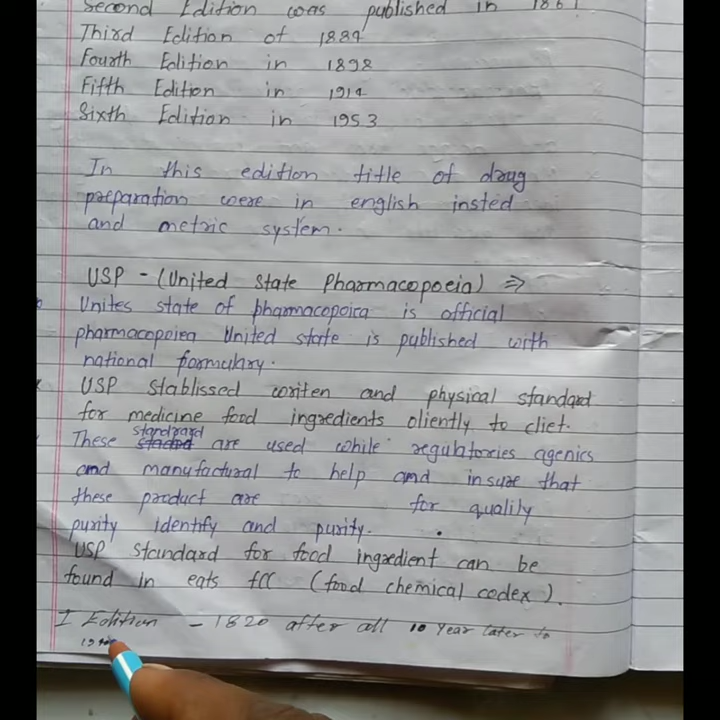 Second Edition was published in 1867
Third Edition of 1889
Fourth Edition in 1898
Fifth Edition in 1914
Sixth Edition in 1953
In this edition title of drug
preparation were in english insted
and metric system.
USP - (United State Pharmacopoeia) ⇒
Unites state of pharmacopoiea is official
pharmacopoiea United state is published with
national formulary.
USP stablissed writen and physical standard
for medicine food ingredients oliently to cliet.
These standrard are used while regulatories agenics
and manufactural to help and insure that
these product are for qualily
purity identify and purity.
USP standard for food ingredient can be
found in eats fcc (food chemical codex).
I Edition - 1820 after all 10 Year later to